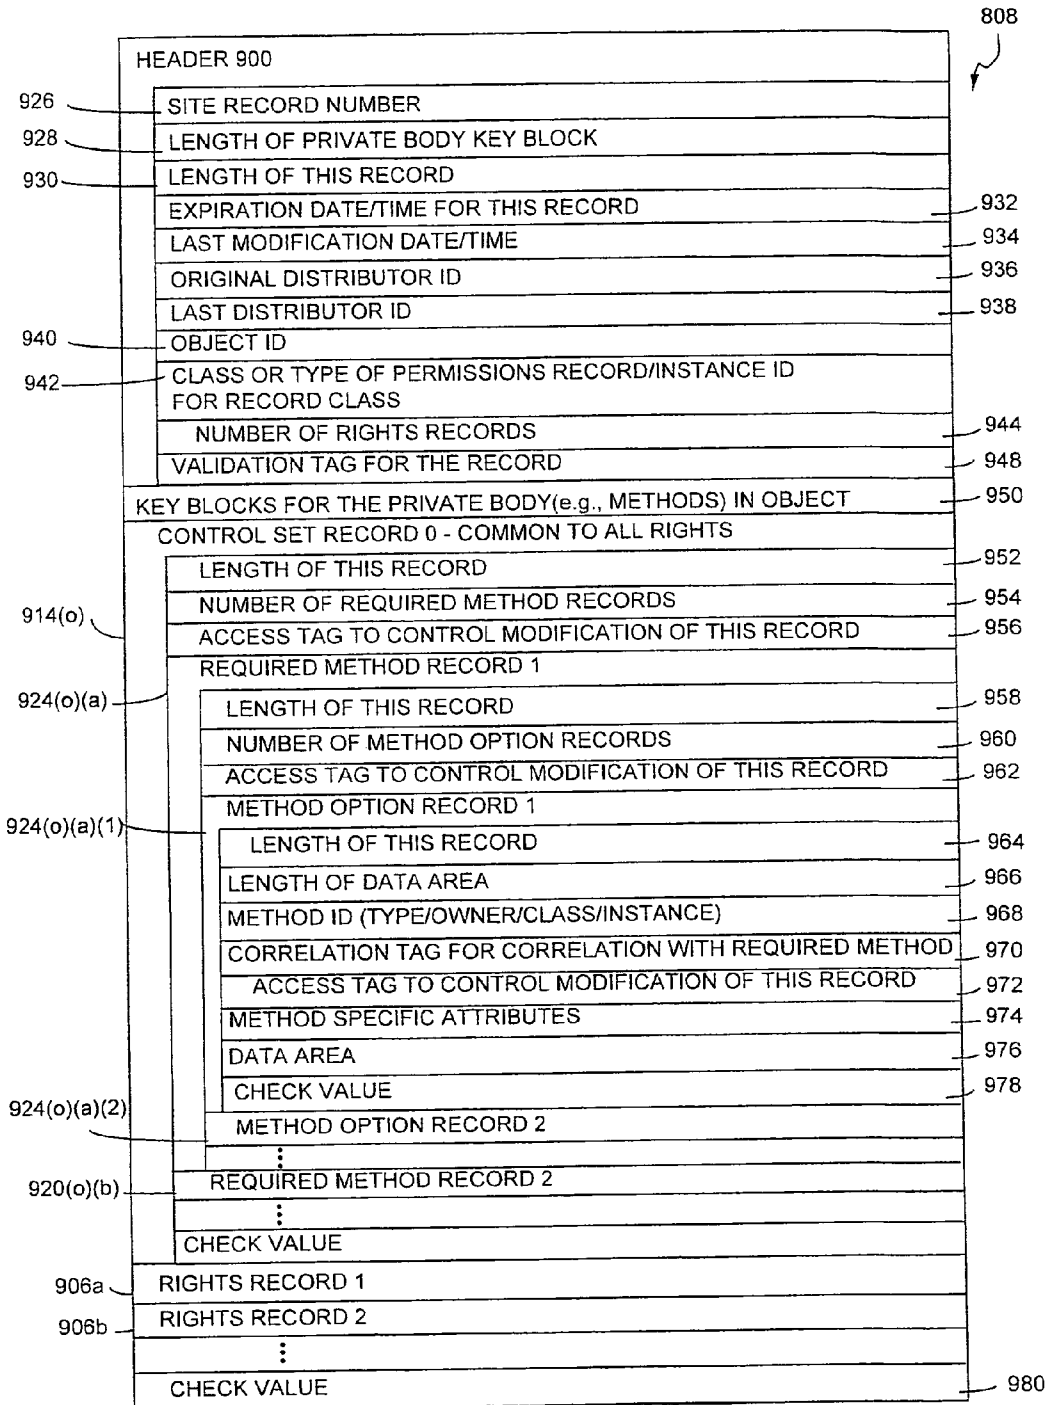 808
HEADER 900
926 SITE RECORD NUMBER
928 LENGTH OF PRIVATE BODY KEY BLOCK
930 LENGTH OF THIS RECORD
EXPIRATION DATE/TIME FOR THIS RECORD 932
LAST MODIFICATION DATE/TIME 934
ORIGINAL DISTRIBUTOR ID 936
LAST DISTRIBUTOR ID 938
940 OBJECT ID
942 CLASS OR TYPE OF PERMISSIONS RECORD/INSTANCE ID
FOR RECORD CLASS
NUMBER OF RIGHTS RECORDS 944
VALIDATION TAG FOR THE RECORD 948
KEY BLOCKS FOR THE PRIVATE BODY(e.g., METHODS) IN OBJECT 950
CONTROL SET RECORD 0 - COMMON TO ALL RIGHTS
LENGTH OF THIS RECORD 952
NUMBER OF REQUIRED METHOD RECORDS 954
914(o) ACCESS TAG TO CONTROL MODIFICATION OF THIS RECORD 956
924(o)(a) REQUIRED METHOD RECORD 1
LENGTH OF THIS RECORD 958
NUMBER OF METHOD OPTION RECORDS 960
ACCESS TAG TO CONTROL MODIFICATION OF THIS RECORD 962
924(o)(a)(1) METHOD OPTION RECORD 1
LENGTH OF THIS RECORD 964
LENGTH OF DATA AREA 966
METHOD ID (TYPE/OWNER/CLASS/INSTANCE) 968
CORRELATION TAG FOR CORRELATION WITH REQUIRED METHOD 970
ACCESS TAG TO CONTROL MODIFICATION OF THIS RECORD 972
METHOD SPECIFIC ATTRIBUTES 974
DATA AREA 976
CHECK VALUE 978
924(o)(a)(2) METHOD OPTION RECORD 2
920(o)(b) REQUIRED METHOD RECORD 2
CHECK VALUE
906a RIGHTS RECORD 1
906b RIGHTS RECORD 2
CHECK VALUE 980